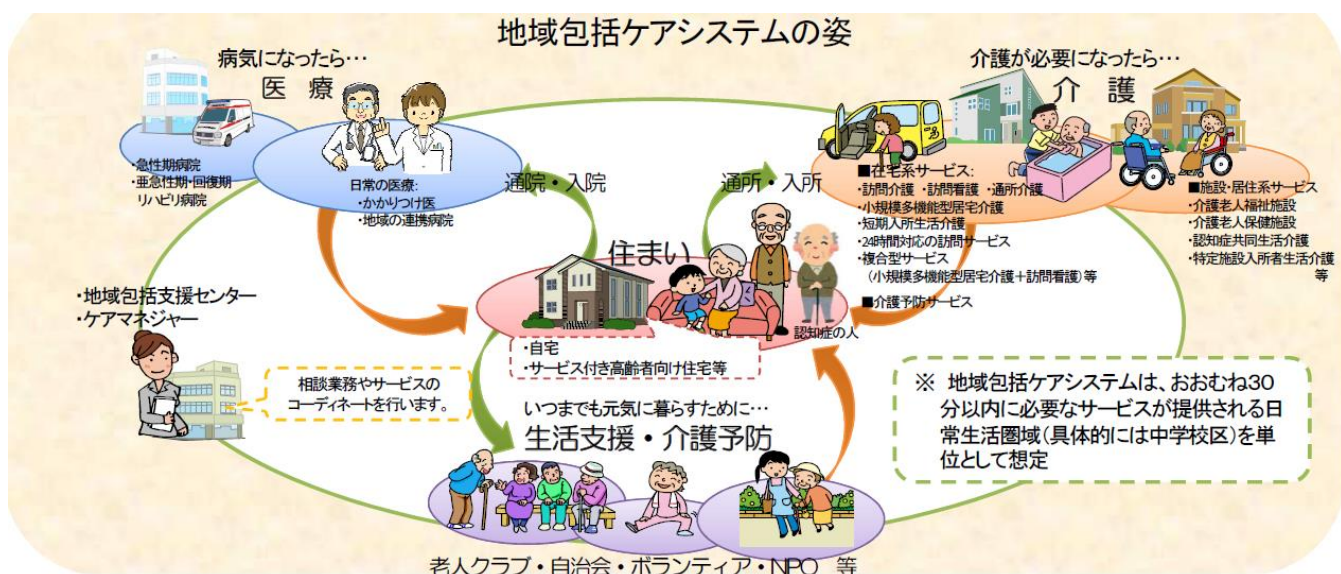 地域包括ケアシステムの姿
病気になったら…
医 療
・急性期病院
・亜急性期・回復期
リハビリ病院
日常の医療:
・かかりつけ医
・地域の連携病院
通院・入院
通所・入所
介護が必要になったら…
介 護
■在宅系サービス:
・訪問介護 ・訪問看護 ・通所介護
・小規模多機能型居宅介護
・短期入所生活介護
・24時間対応の訪問サービス
・複合型サービス
(小規模多機能型居宅介護+訪問看護)等
■介護予防サービス
■施設・居住系サービス
・介護老人福祉施設
・介護老人保健施設
・認知症共同生活介護
・特定施設入所者生活介護
等
住まい
認知症の人
・自宅
・サービス付き高齢者向け住宅等
・地域包括支援センター
・ケアマネジャー
相談業務やサービスの
コーディネートを行います。
いつまでも元気に暮らすために…
生活支援・介護予防
老人クラブ・自治会・ボランティア・NPO 等
※ 地域包括ケアシステムは、おおむね30
分以内に必要なサービスが提供される日
常生活圏域(具体的には中学校区)を単
位として想定